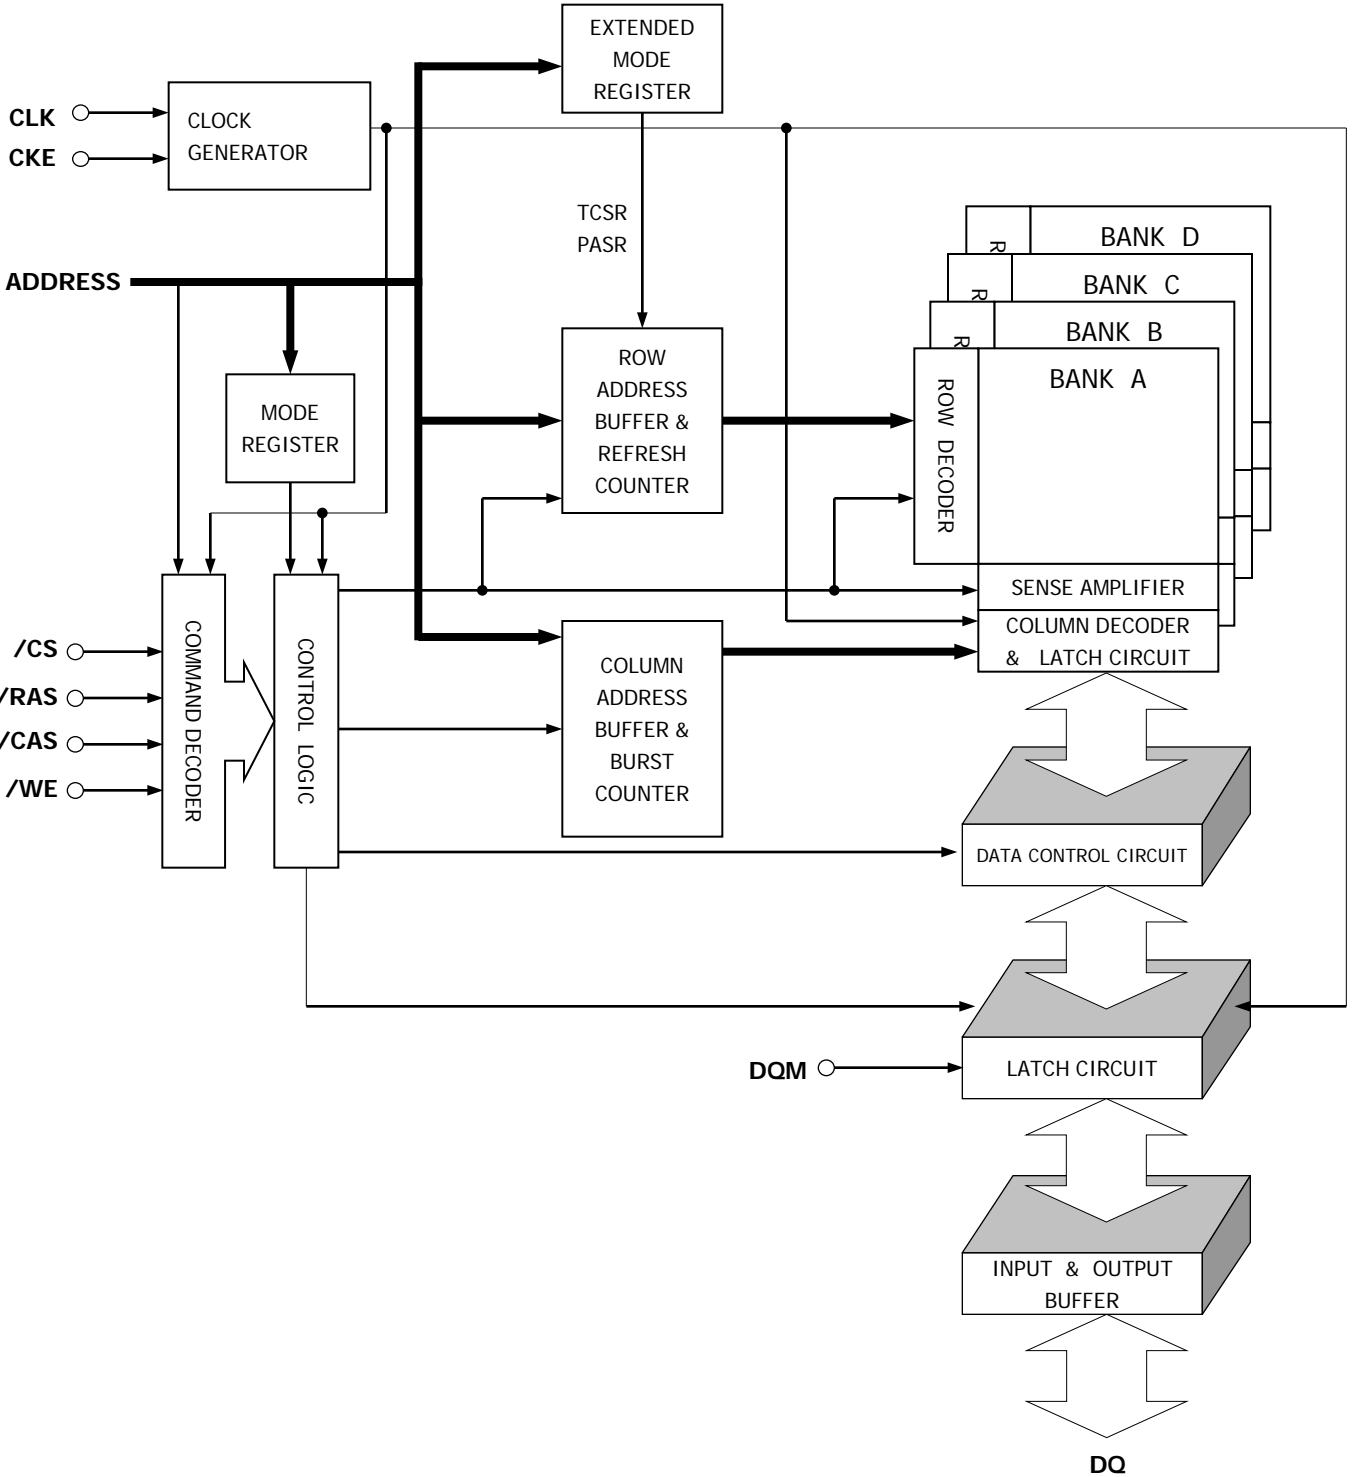 EXTENDED
MODE
REGISTER
CLK
CKE
CLOCK
GENERATOR
TCSR
PASR
ADDRESS
R
BANK D
R
BANK C
R
BANK B
ROW DECODER
BANK A
ROW
ADDRESS
BUFFER &
REFRESH
COUNTER
MODE
REGISTER
SENSE AMPLIFIER
COLUMN DECODER
& LATCH CIRCUIT
/CS
/RAS
/CAS
/WE
COMMAND DECODER
CONTROL LOGIC
COLUMN
ADDRESS
BUFFER &
BURST
COUNTER
DATA CONTROL CIRCUIT
DQM
LATCH CIRCUIT
INPUT & OUTPUT
BUFFER
DQ